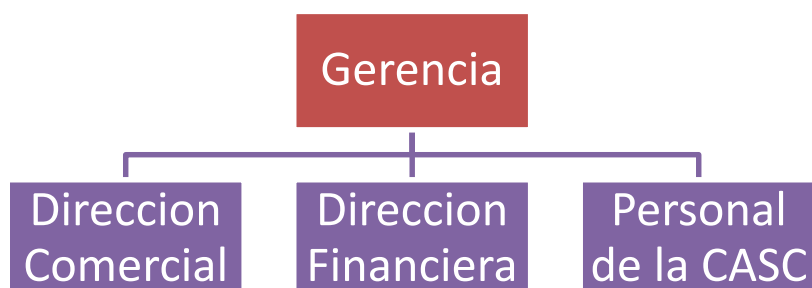 Gerencia
Direccion
Comercial
Direccion
Financiera
Personal
de la CASC